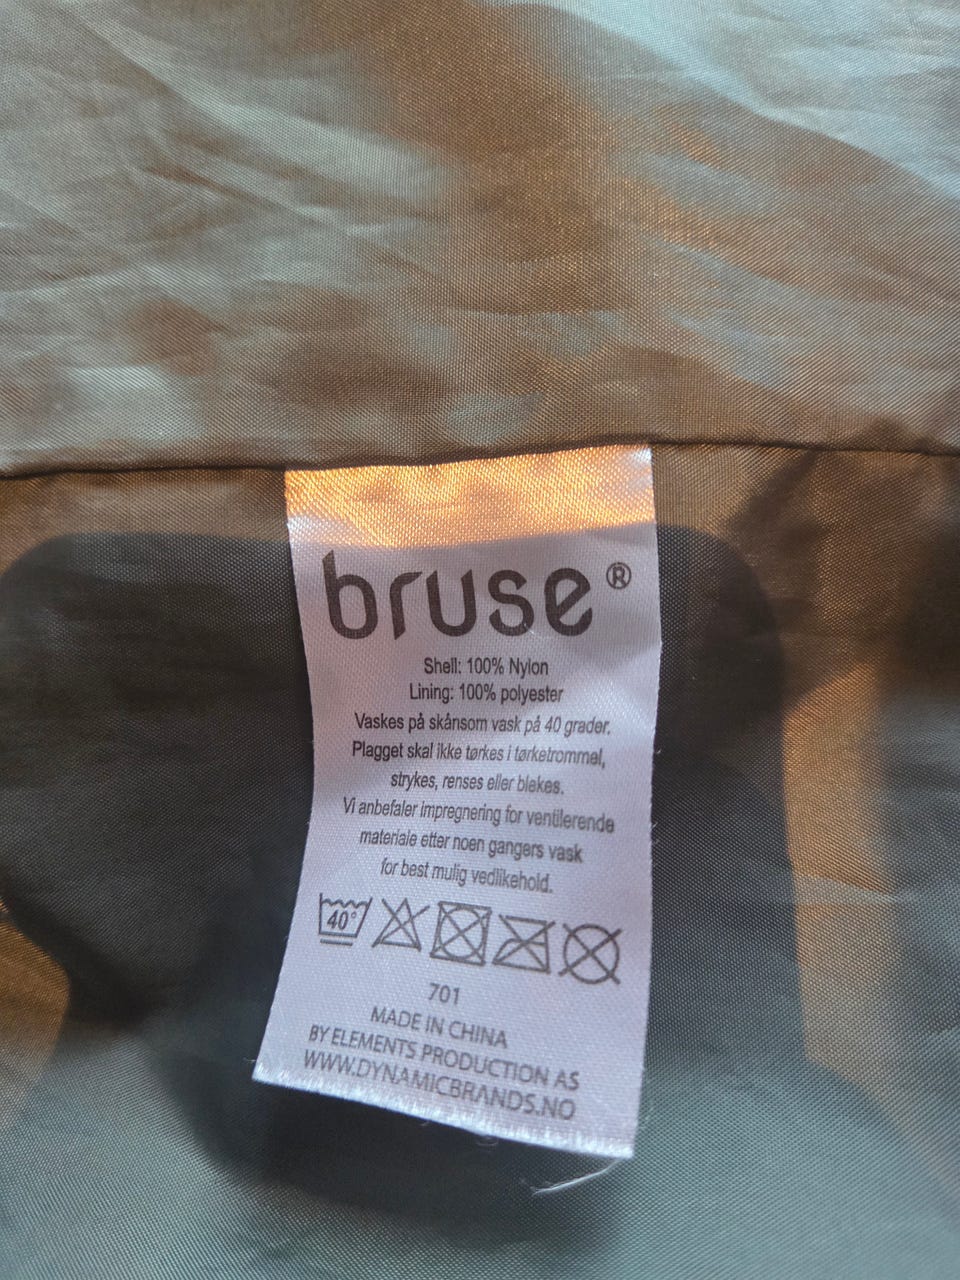 bruse®
Shell: 100% Nylon
Lining: 100% polyester
Vaskes på skånsom vask på 40 grader.
Plagget skal ikke tørkes i tørketrommel,
strykes, renses eller blekes.
Vi anbefaler impregnering for ventilerende
materiale etter noen gangers vask
for best mulig vedlikehold.
40°
701
MADE IN CHINA
BY ELEMENTS PRODUCTION AS
WWW.DYNAMICBRANDS.NO